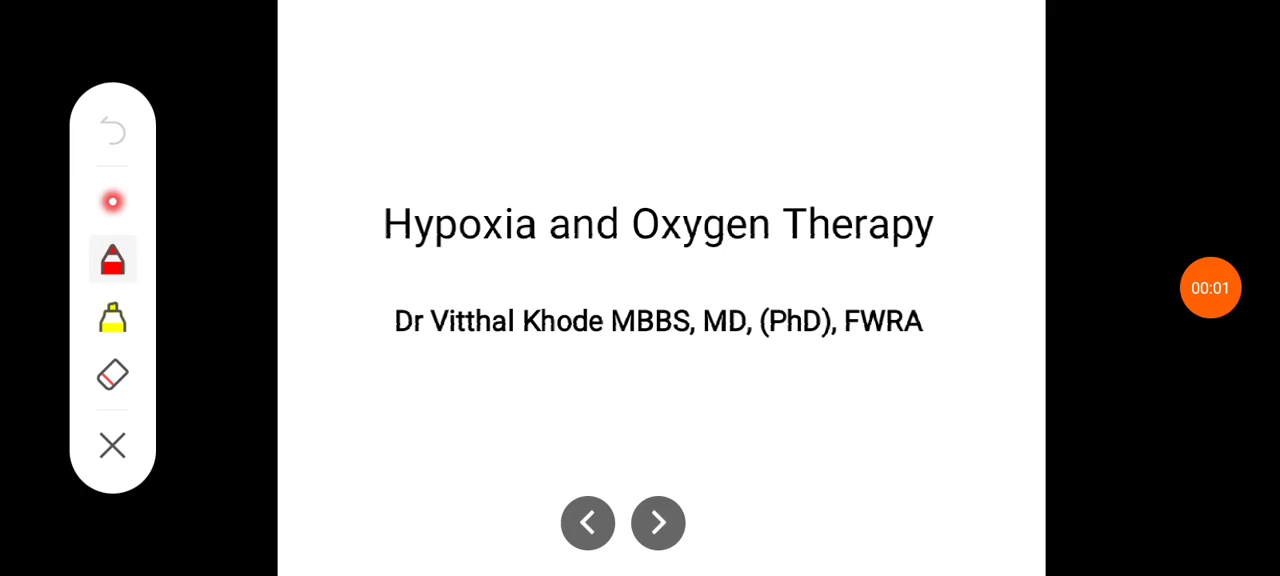 Hypoxia and Oxygen Therapy
Dr Vitthal Khode MBBS, MD, (PhD), FWRA
00:01